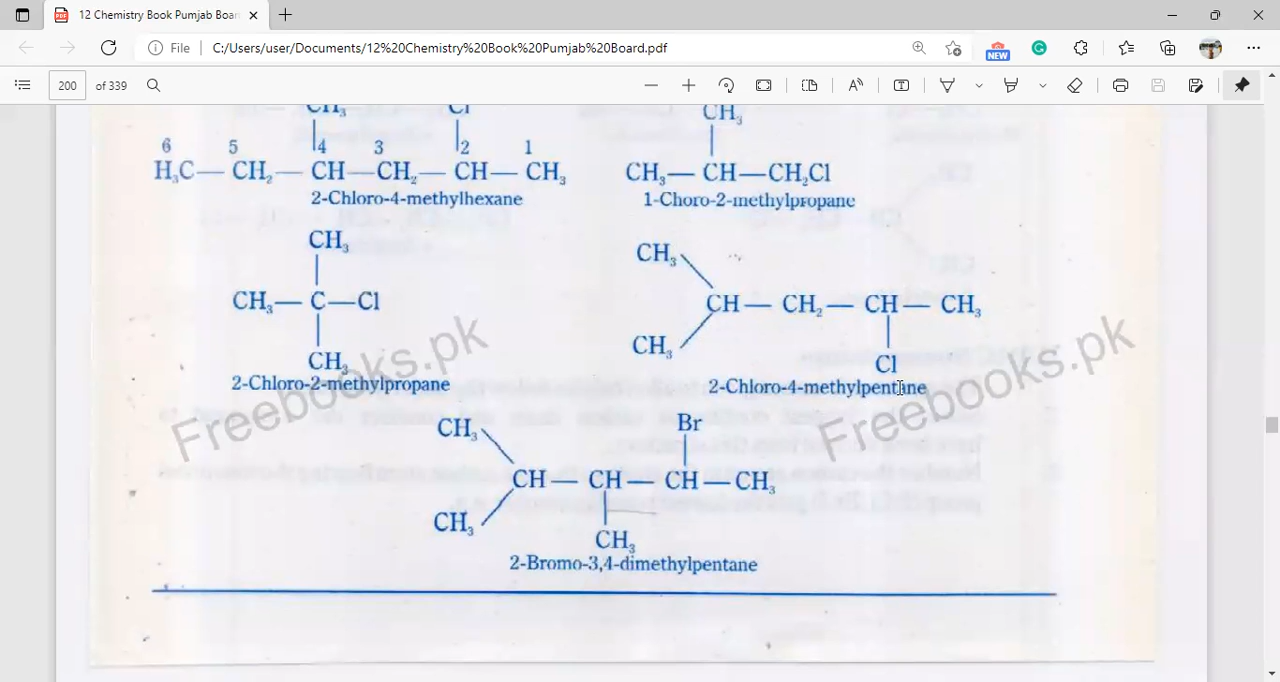 12 Chemistry Book Pumjab Boar
File C:/Users/user/Documents/12%20Chemistry%20Book%20Pumjab%20Board.pdf
NEW
200 of 339
CH₃ Cl CH₃
6 5 4 3 2 1
H₃C— CH₂— CH—CH₂— CH— CH₃
CH₃— CH—CH₂Cl
2-Chloro-4-methylhexane
1-Choro-2-methylpropane
CH₃
CH₃— C—Cl
CH₃
2-Chloro-2-methylpropane
CH₃
CH— CH₂— CH— CH₃
CH₃
Cl
2-Chloro-4-methylpentane
Freebooks.pk
Freebooks.pk
Br
CH₃
CH— CH— CH—CH₃
CH₃
CH₃
2-Bromo-3,4-dimethylpentane